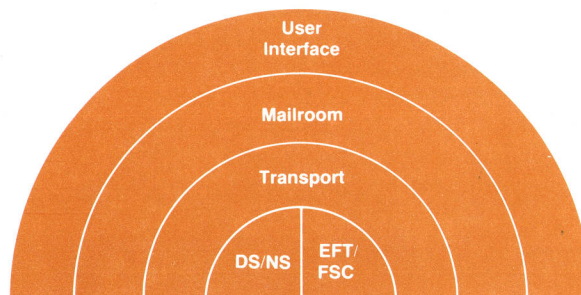 User
Interface
Mailroom
Transport
DS/NS
EFT/
FSC